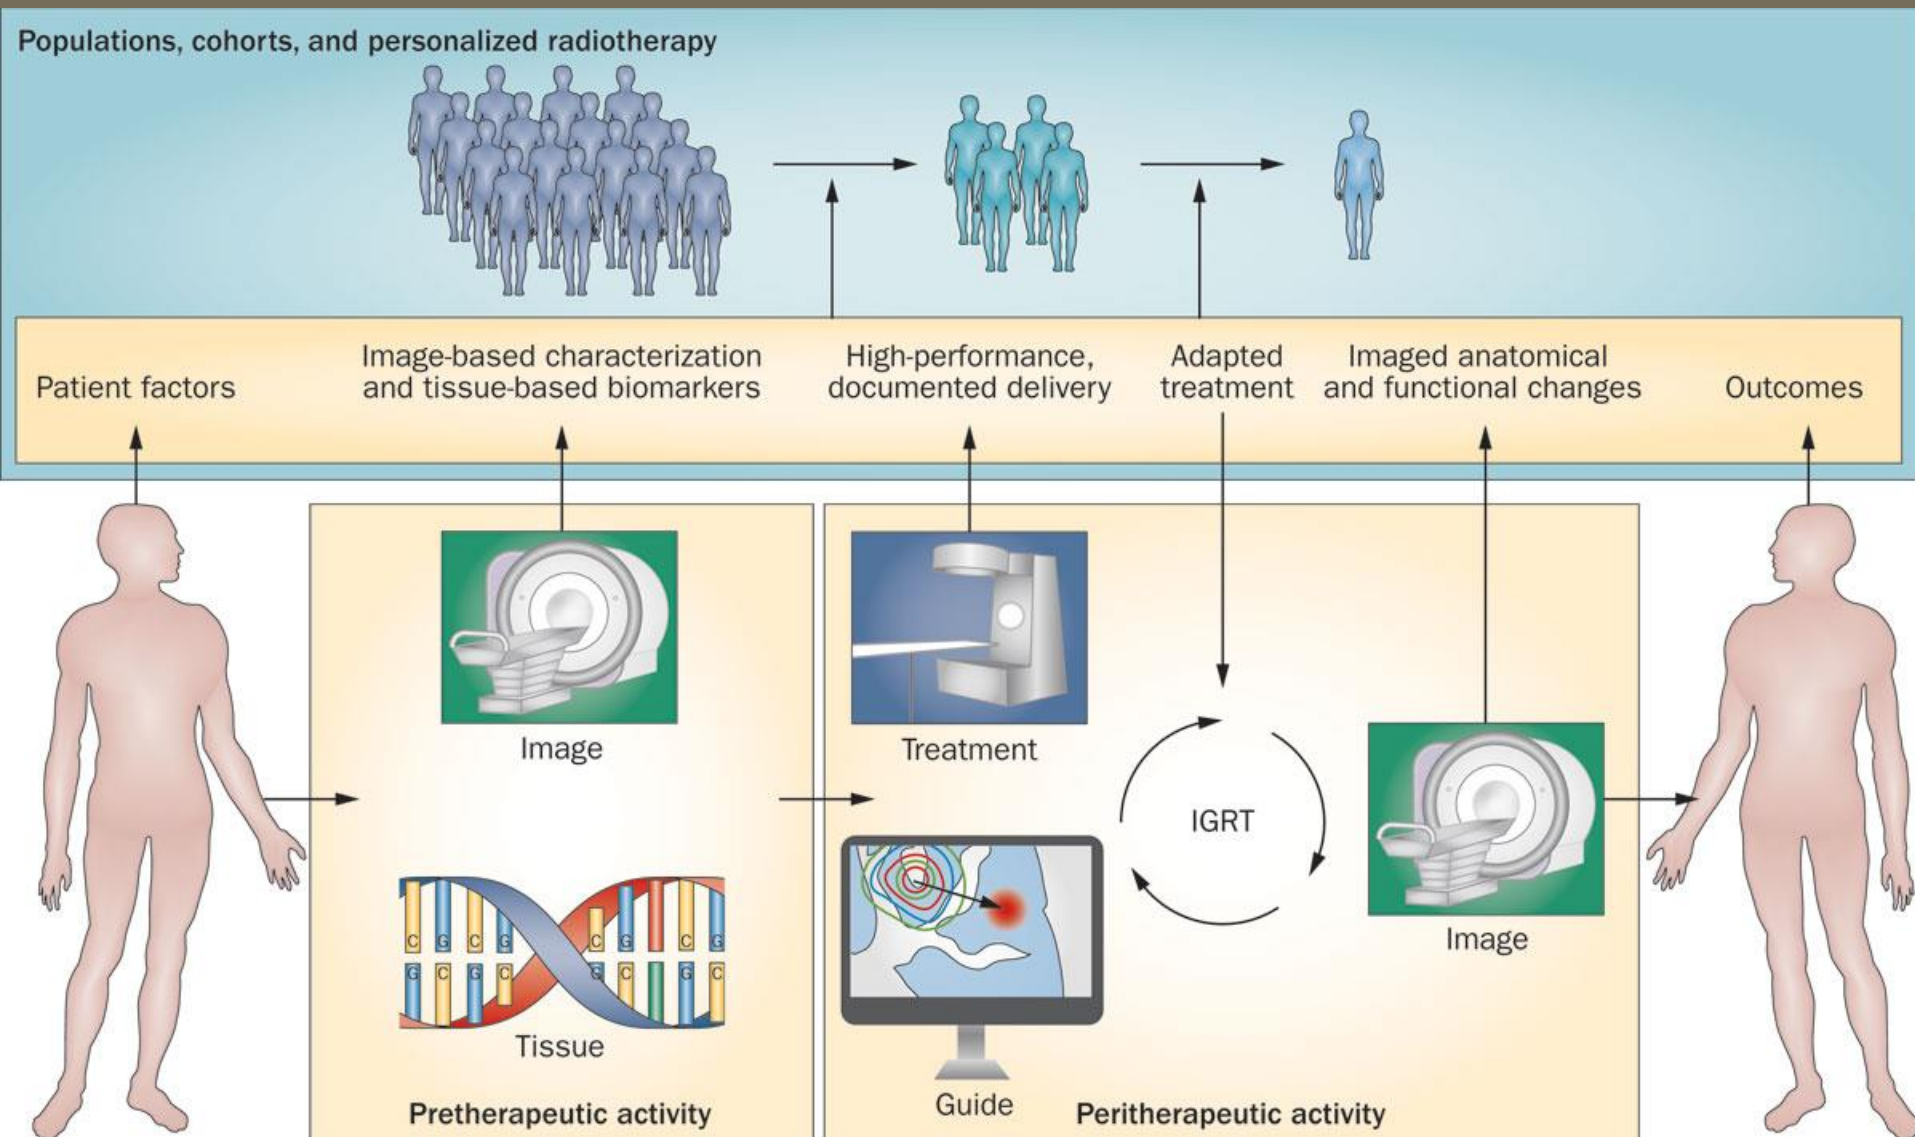 Populations, cohorts, and personalized radiotherapy
Patient factors
Image-based characterization
and tissue-based biomarkers
High-performance,
documented delivery
Adapted
treatment
Imaged anatomical
and functional changes
Outcomes
Image
C G C G C G C G
G C G C G C G C
Tissue
Pretherapeutic activity
Treatment
IGRT
Image
Guide
Peritherapeutic activity